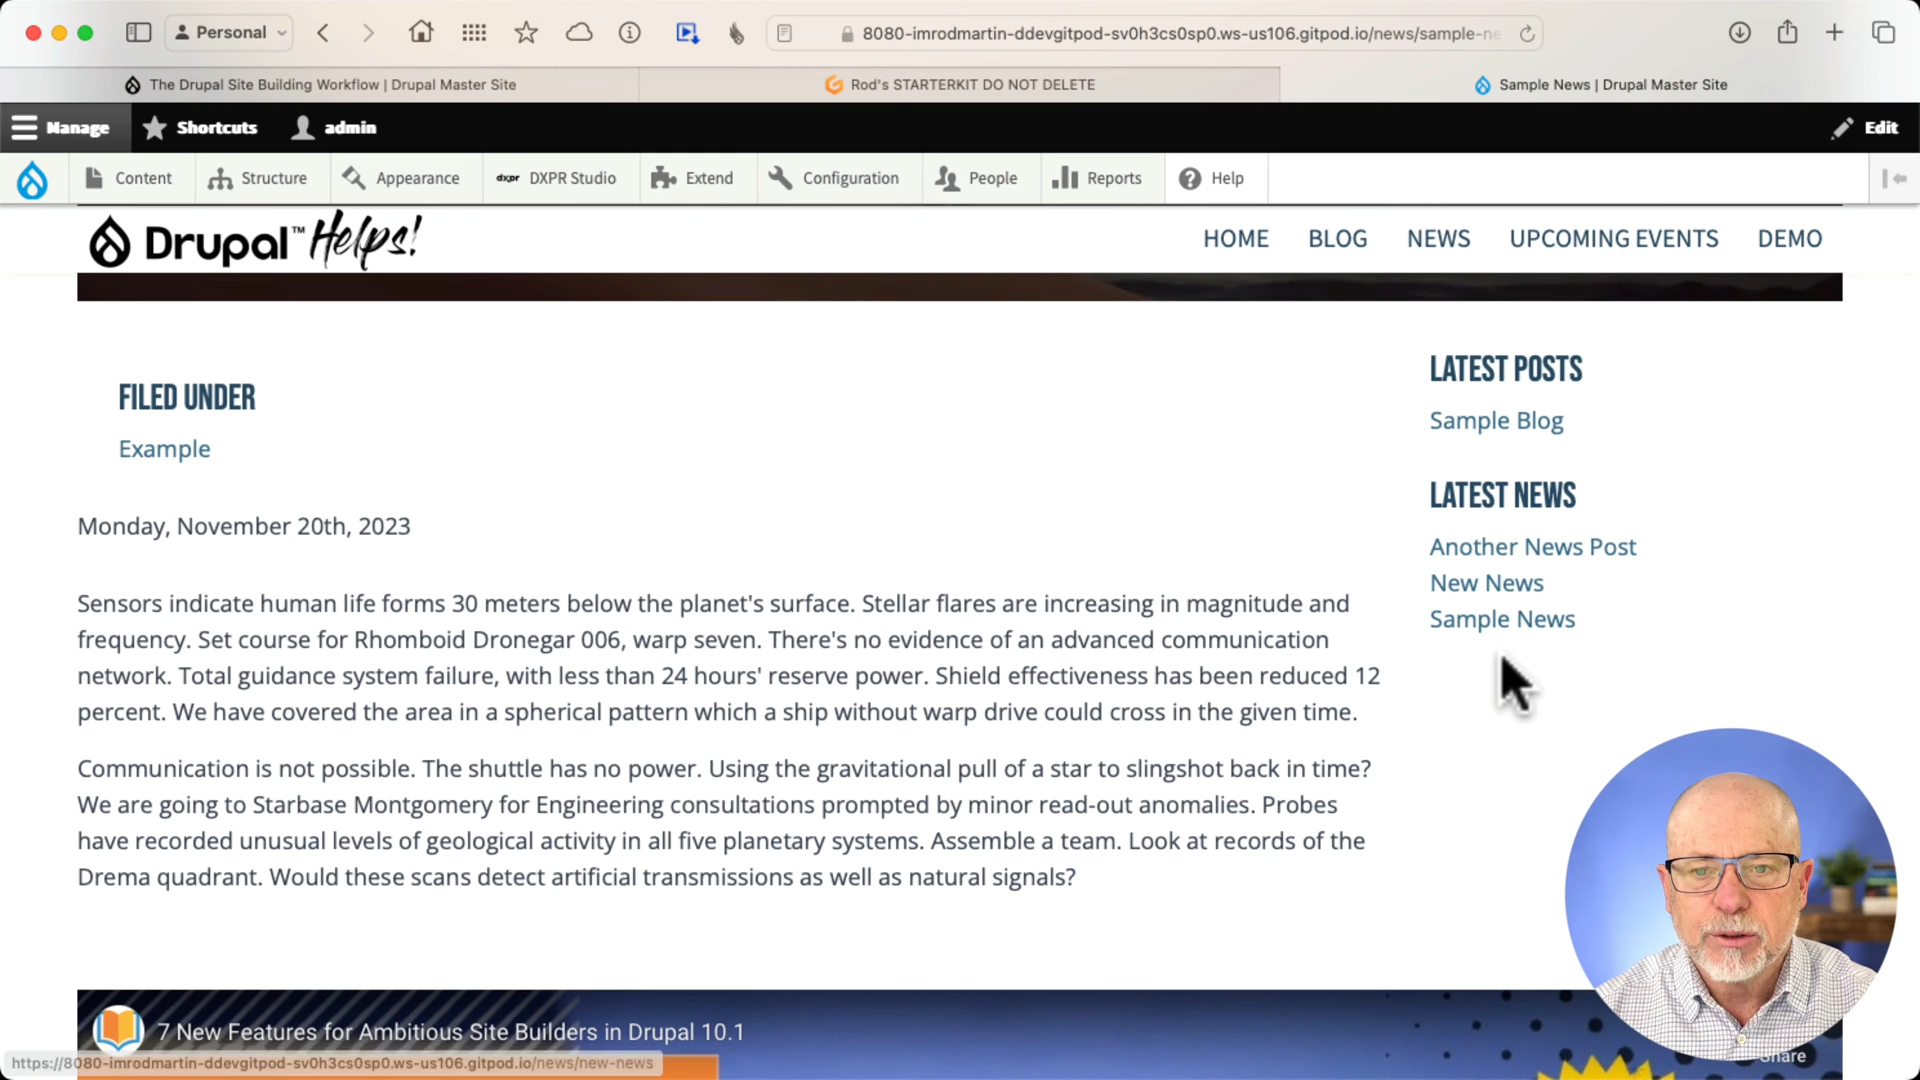 Personal
8080-imrodmartin-ddevgitpod-sv0h3cs0sp0.ws-us106.gitpod.io/news/sample-ne
The Drupal Site Building Workflow | Drupal Master Site
Rod's STARTERKIT DO NOT DELETE
Sample News | Drupal Master Site
Manage
Shortcuts
admin
Edit
Content
Structure
Appearance
dxpr DXPR Studio
Extend
Configuration
People
Reports
Help
Drupal™ Helps!
HOME
BLOG
NEWS
UPCOMING EVENTS
DEMO
FILED UNDER
Example
Monday, November 20th, 2023
Sensors indicate human life forms 30 meters below the planet's surface. Stellar flares are increasing in magnitude and
frequency. Set course for Rhomboid Dronegar 006, warp seven. There's no evidence of an advanced communication
network. Total guidance system failure, with less than 24 hours' reserve power. Shield effectiveness has been reduced 12
percent. We have covered the area in a spherical pattern which a ship without warp drive could cross in the given time.
Communication is not possible. The shuttle has no power. Using the gravitational pull of a star to slingshot back in time?
We are going to Starbase Montgomery for Engineering consultations prompted by minor read-out anomalies. Probes
have recorded unusual levels of geological activity in all five planetary systems. Assemble a team. Look at records of the
Drema quadrant. Would these scans detect artificial transmissions as well as natural signals?
LATEST POSTS
Sample Blog
LATEST NEWS
Another News Post
New News
Sample News
7 New Features for Ambitious Site Builders in Drupal 10.1
Share
https://8080-imrodmartin-ddevgitpod-sv0h3cs0sp0.ws-us106.gitpod.io/news/new-news